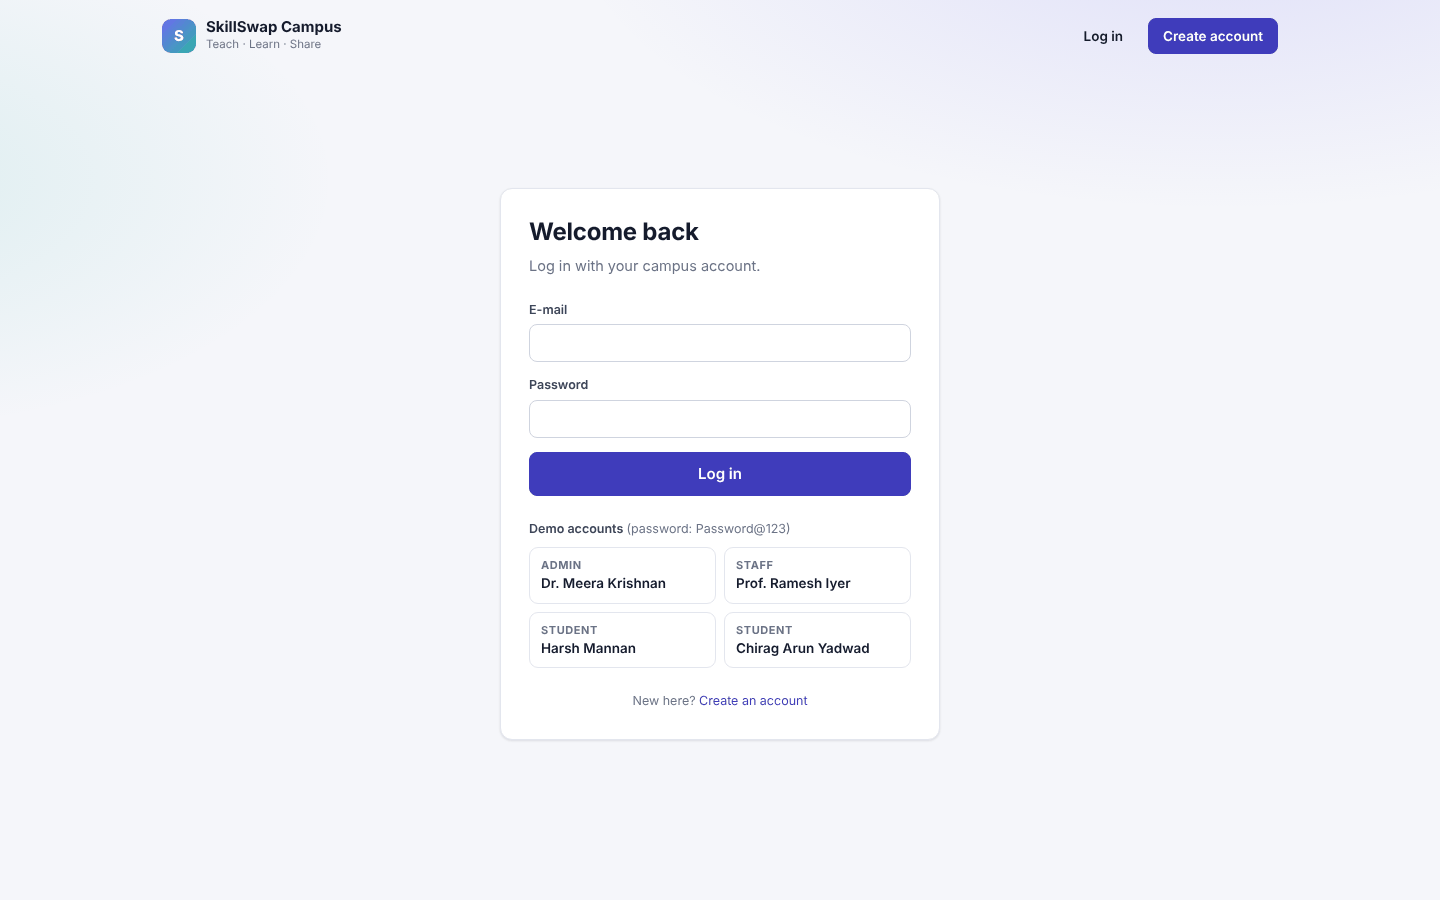 S
SkillSwap Campus
Teach · Learn · Share
Log in
Create account
Welcome back
Log in with your campus account.
E-mail
Password
Log in
Demo accounts (password: Password@123)
ADMIN
Dr. Meera Krishnan
STAFF
Prof. Ramesh Iyer
STUDENT
Harsh Mannan
STUDENT
Chirag Arun Yadwad
New here? Create an account